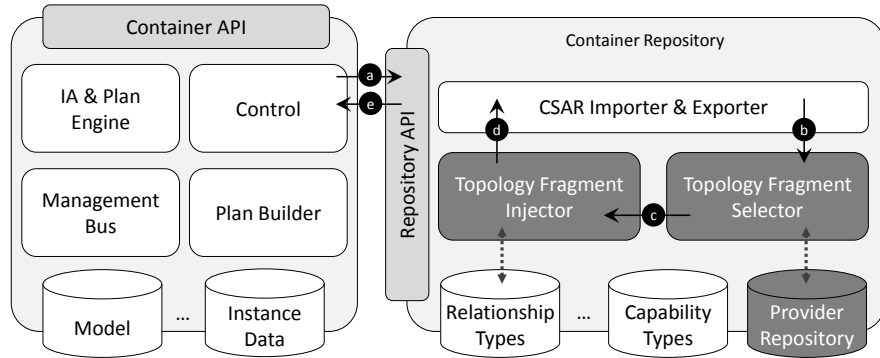 Container API
IA & Plan
Engine
Control
Management
Bus
Plan Builder
Model
...
Instance
Data
a
e
Repository API
Container Repository
CSAR Importer & Exporter
d
b
Topology Fragment
Injector
c
Topology Fragment
Selector
Relationship
Types
...
Capability
Types
Provider
Repository